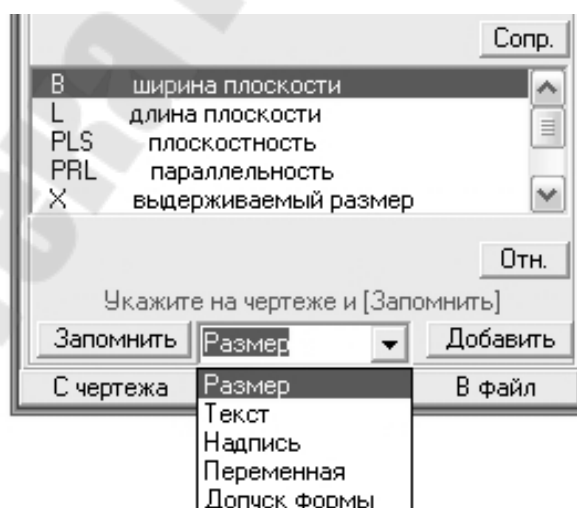 Сопр.
B ширина плоскости
L длина плоскости
PLS плоскостность
PRL параллельность
X выдерживаемый размер
Отн.
Укажите на чертеже и [Запомнить]
Запомнить Размер Добавить
С чертежа Размер В файл
Текст
Надпись
Переменная
Допуск формы